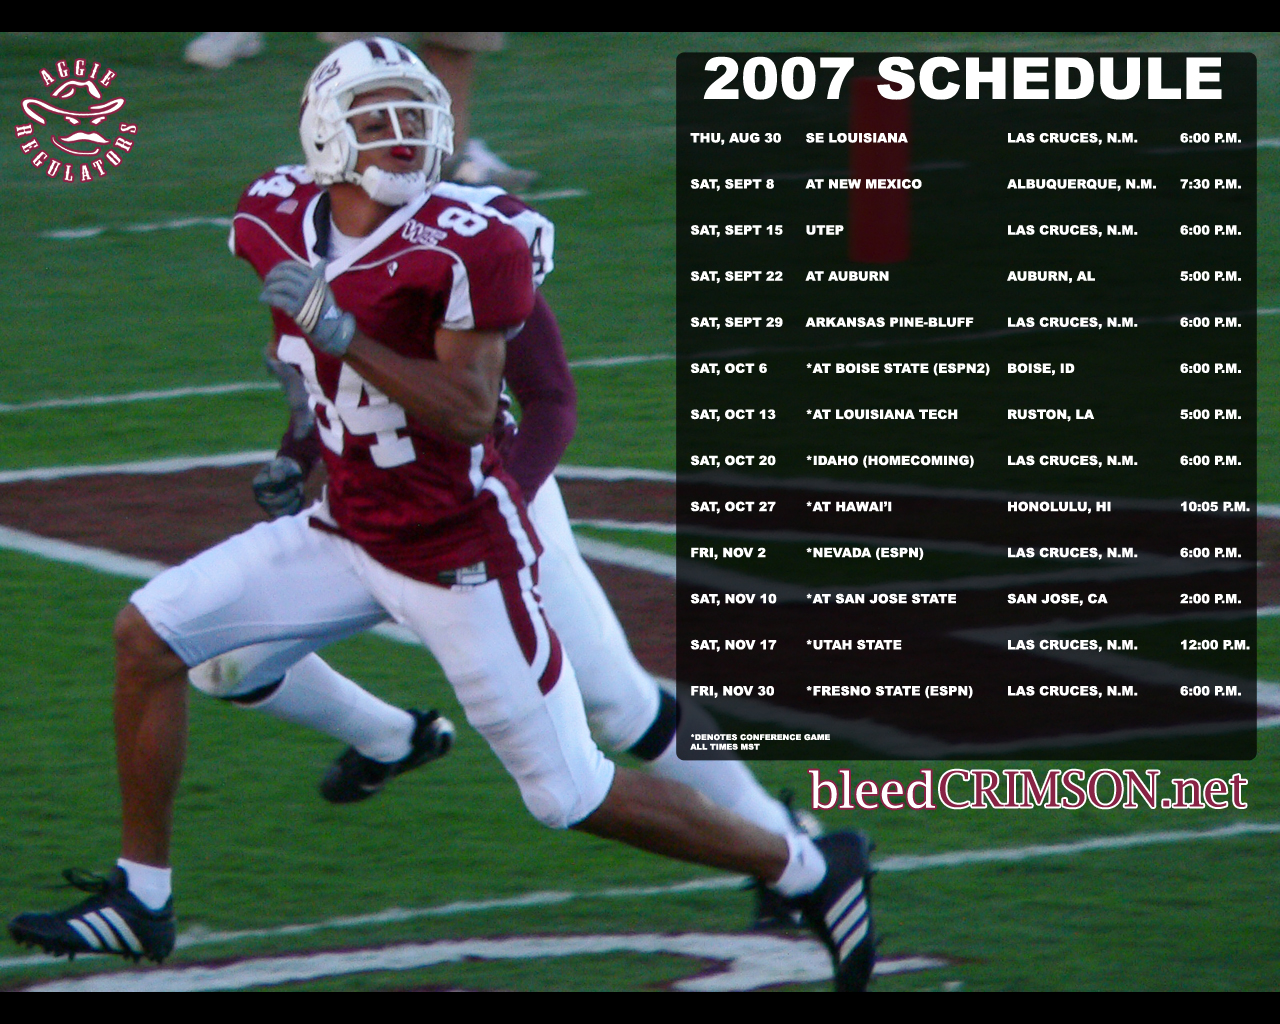 AGGIE
REGULATORS
2007 SCHEDULE
THU, AUG 30 SE LOUISIANA LAS CRUCES, N.M. 6:00 P.M.
SAT, SEPT 8 AT NEW MEXICO ALBUQUERQUE, N.M. 7:30 P.M.
SAT, SEPT 15 UTEP LAS CRUCES, N.M. 6:00 P.M.
SAT, SEPT 22 AT AUBURN AUBURN, AL 5:00 P.M.
SAT, SEPT 29 ARKANSAS PINE-BLUFF LAS CRUCES, N.M. 6:00 P.M.
SAT, OCT 6 *AT BOISE STATE (ESPN2) BOISE, ID 6:00 P.M.
SAT, OCT 13 *AT LOUISIANA TECH RUSTON, LA 5:00 P.M.
SAT, OCT 20 *IDAHO (HOMECOMING) LAS CRUCES, N.M. 6:00 P.M.
SAT, OCT 27 *AT HAWAI'I HONOLULU, HI 10:05 P.M.
FRI, NOV 2 *NEVADA (ESPN) LAS CRUCES, N.M. 6:00 P.M.
SAT, NOV 10 *AT SAN JOSE STATE SAN JOSE, CA 2:00 P.M.
SAT, NOV 17 *UTAH STATE LAS CRUCES, N.M. 12:00 P.M.
FRI, NOV 30 *FRESNO STATE (ESPN) LAS CRUCES, N.M. 6:00 P.M.
*DENOTES CONFERENCE GAME
ALL TIMES MST
bleedCRIMSON.net
84
84